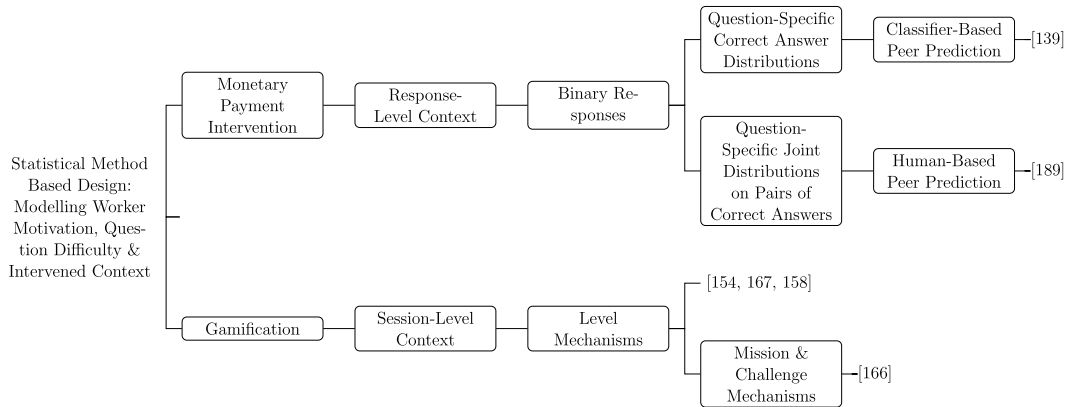 Statistical Method
Based Design:
Modelling Worker
Motivation, Ques-
tion Difficulty &
Intervened Context
Monetary
Payment
Intervention
Response-
Level Context
Binary Re-
sponses
Question-Specific
Correct Answer
Distributions
Classifier-Based
Peer Prediction
[139]
Question-
Specific Joint
Distributions
on Pairs of
Correct Answers
Human-Based
Peer Prediction
[189]
Gamification
Session-Level
Context
Level
Mechanisms
[154, 167, 158]
Mission &
Challenge
Mechanisms
[166]